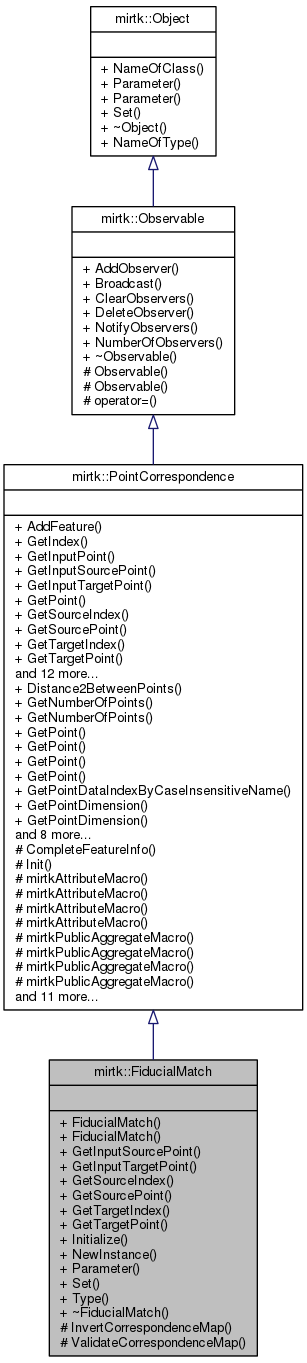 mirtk::Object
+ NameOfClass()
+ Parameter()
+ Parameter()
+ Set()
+ ~Object()
+ NameOfType()
mirtk::Observable
+ AddObserver()
+ Broadcast()
+ ClearObservers()
+ DeleteObserver()
+ NotifyObservers()
+ NumberOfObservers()
+ ~Observable()
# Observable()
# Observable()
# operator=()
mirtk::PointCorrespondence
+ AddFeature()
+ GetIndex()
+ GetInputPoint()
+ GetInputSourcePoint()
+ GetInputTargetPoint()
+ GetPoint()
+ GetSourceIndex()
+ GetSourcePoint()
+ GetTargetIndex()
+ GetTargetPoint()
and 12 more...
+ Distance2BetweenPoints()
+ GetNumberOfPoints()
+ GetNumberOfPoints()
+ GetPoint()
+ GetPoint()
+ GetPoint()
+ GetPoint()
+ GetPointDataIndexByCaseInsensitiveName()
+ GetPointDimension()
+ GetPointDimension()
and 8 more...
# CompleteFeatureInfo()
# Init()
# mirtkAttributeMacro()
# mirtkAttributeMacro()
# mirtkAttributeMacro()
# mirtkAttributeMacro()
# mirtkPublicAggregateMacro()
# mirtkPublicAggregateMacro()
# mirtkPublicAggregateMacro()
# mirtkPublicAggregateMacro()
and 11 more...
mirtk::FiducialMatch
+ FiducialMatch()
+ FiducialMatch()
+ GetInputSourcePoint()
+ GetInputTargetPoint()
+ GetSourceIndex()
+ GetSourcePoint()
+ GetTargetIndex()
+ GetTargetPoint()
+ Initialize()
+ NewInstance()
+ Parameter()
+ Set()
+ Type()
+ ~FiducialMatch()
# InvertCorrespondenceMap()
# ValidateCorrespondenceMap()